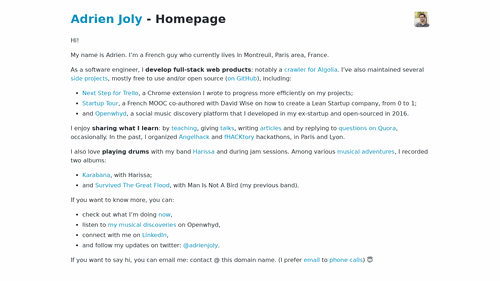 Adrien Joly - Homepage
Hi!
My name is Adrien. I'm a French guy who currently lives in Montreuil, Paris area, France.
As a software engineer, I develop full-stack web products: notably a crawler for Algolia. I've also maintained several
side projects, mostly free to use and/or open source (on GitHub), including:
• Next Step for Trello, a Chrome extension I wrote to progress more efficiently on my projects;
• Startup Tour, a French MOOC co-authored with David Wise on how to create a Lean Startup company, from 0 to 1;
• and Openwhyd, a social music discovery platform that I developed in my ex-startup and open-sourced in 2016.
I enjoy sharing what I learn: by teaching, giving talks, writing articles and by replying to questions on Quora,
occasionally. In the past, I organized Angelhack and fhACKtory hackathons, in Paris and Lyon.
I also love playing drums with my band Harissa and during jam sessions. Among various musical adventures, I recorded
two albums:
• Karabana, with Harissa;
• and Survived The Great Flood, with Man Is Not A Bird (my previous band).
If you want to know more, you can:
• check out what I'm doing now,
• listen to my musical discoveries on Openwhyd,
• connect with me on LinkedIn,
• and follow my updates on twitter: @adrienjoly.
If you want to say hi, you can email me: contact @ this domain name. (I prefer email to phone calls) 😇